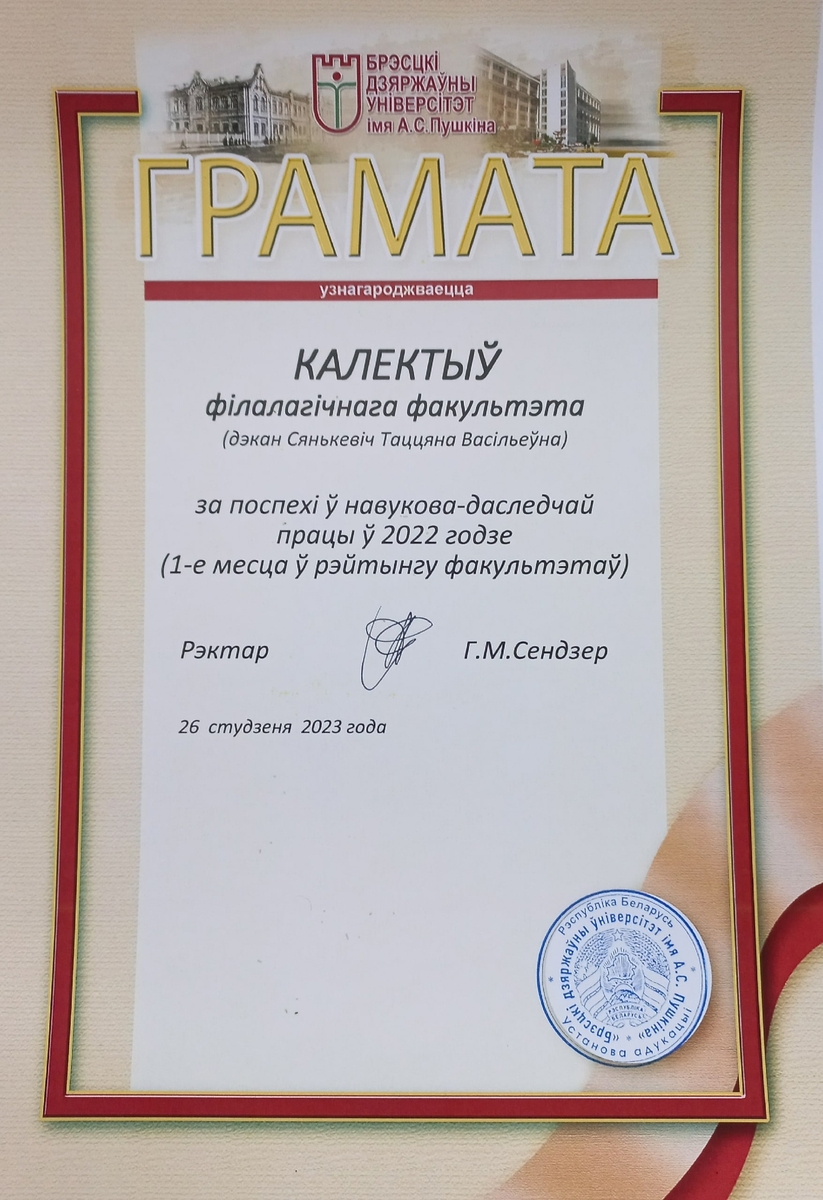 БРЭСЦКІ
ДЗЯРЖАЎНЫ
УНІВЕРСІТЭТ
імя А.С.Пушкіна
ГРАМАТА
узнагароджваецца
КАЛЕКТЫЎ
філалагічнага факультэта
(дэкан Сянькевіч Таццяна Васільеўна)
за поспехі ў навукова-даследчай
працы ў 2022 годзе
(1-е месца ў рэйтынгу факультэтаў)
Рэктар Г.М.Сендзер
26 студзеня 2023 года
Рэспубліка Беларусь
"Брэсцкі дзяржаўны ўніверсітэт імя А.С. Пушкіна"
Установа адукацыі
РЭСПУБЛІКА
БЕЛАРУСЬ